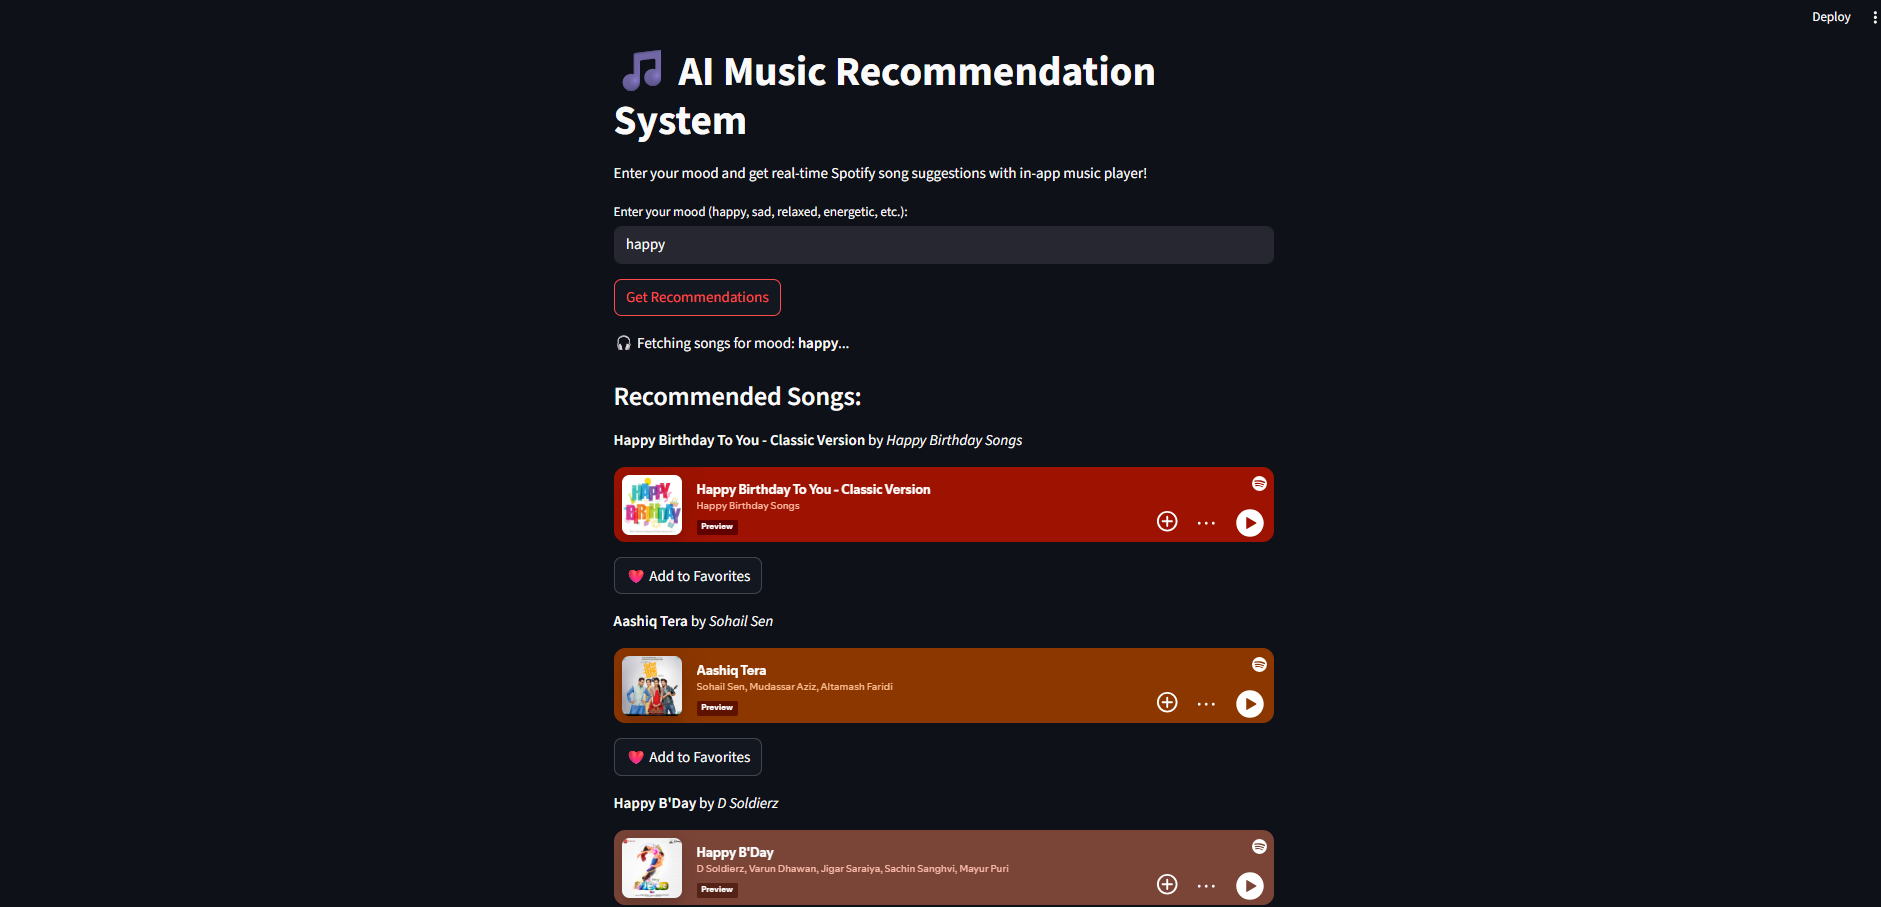 Deploy
AI Music Recommendation
System
Enter your mood and get real-time Spotify song suggestions with in-app music player!
Enter your mood (happy, sad, relaxed, energetic, etc.):
happy
Get Recommendations
Fetching songs for mood: happy...
Recommended Songs:
Happy Birthday To You - Classic Version by Happy Birthday Songs
HAPPY
BIRTHDAY
Happy Birthday To You - Classic Version
Happy Birthday Songs
Preview
Add to Favorites
Aashiq Tera by Sohail Sen
Aashiq Tera
Sohail Sen, Mudassar Aziz, Altamash Faridi
Preview
Add to Favorites
Happy B'Day by D Soldierz
Happy B'Day
D Soldierz, Varun Dhawan, Jigar Saraiya, Sachin Sanghvi, Mayur Puri
Preview